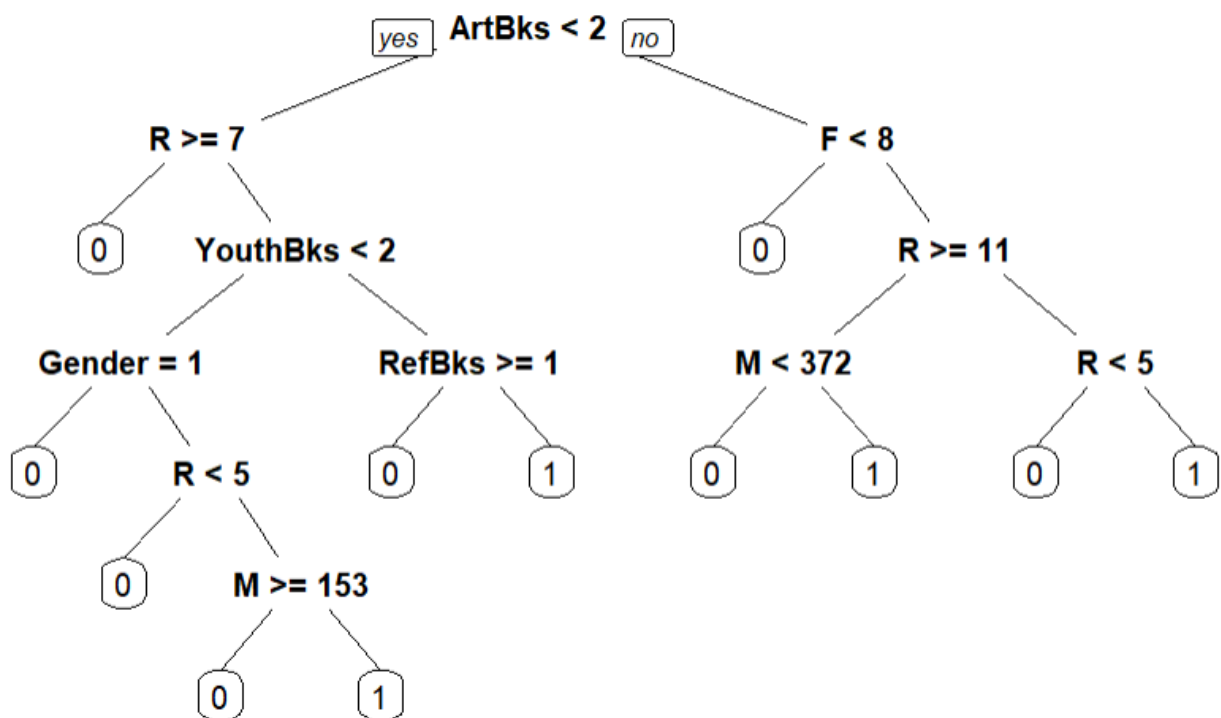 yes ArtBks < 2 no
R >= 7 F < 8
0 YouthBks < 2 0 R >= 11
Gender = 1 RefBks >= 1 M < 372 R < 5
0 R < 5 0 1 0 1 0 1
0 M >= 153
0 1